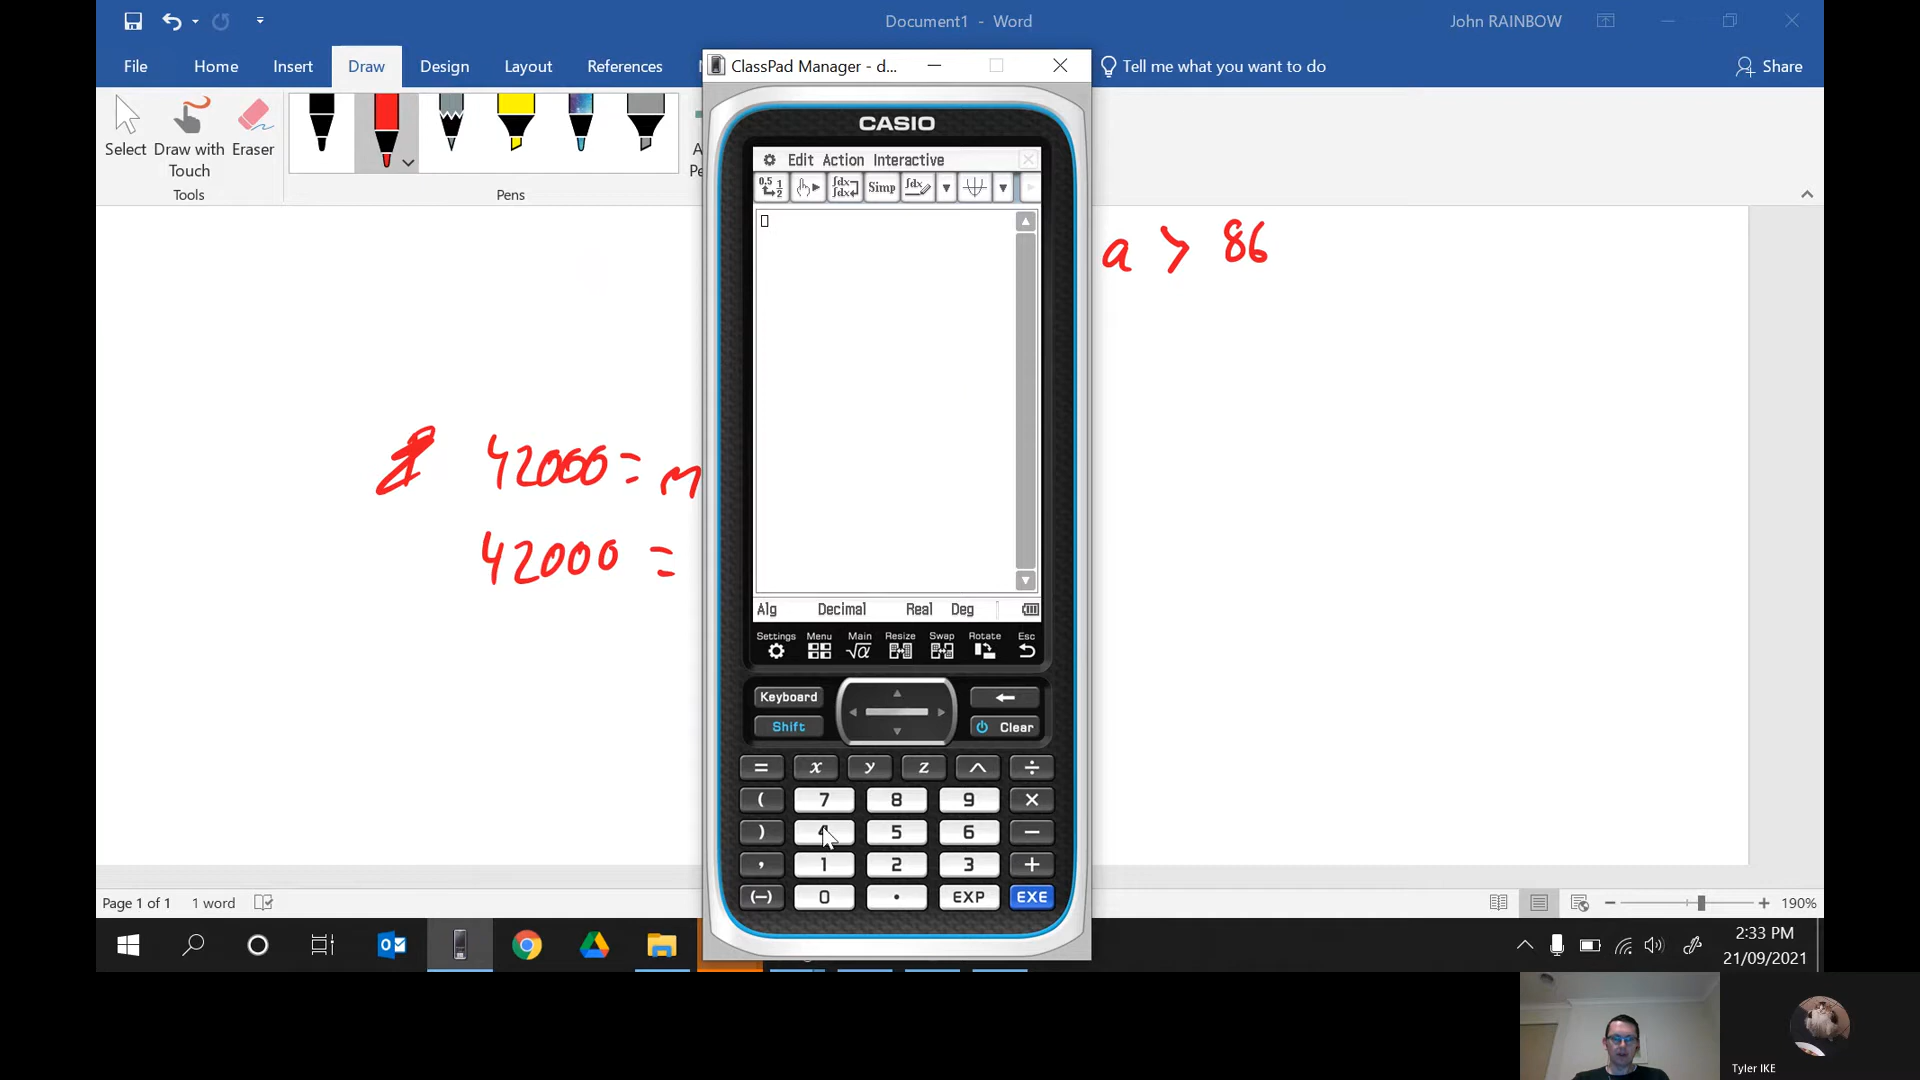 Document1 - Word
John RAINBOW
File
Home
Insert
Draw
Design
Layout
References
ClassPad Manager - d...
Tell me what you want to do
Share
Select
Draw with
Touch
Eraser
Tools
Pens
CASIO
Edit Action Interactive
Simp
a > 86
42000 = m
42000 =
Alg Decimal Real Deg
Settings Menu Main Resize Swap Rotate Esc
Keyboard
Shift
Clear
= x y z ^ ÷
( 7 8 9 ×
) 4 5 6 −
, 1 2 3 +
(−) 0 . EXP EXE
Page 1 of 1
1 word
190%
2:33 PM
21/09/2021
Tyler IKE